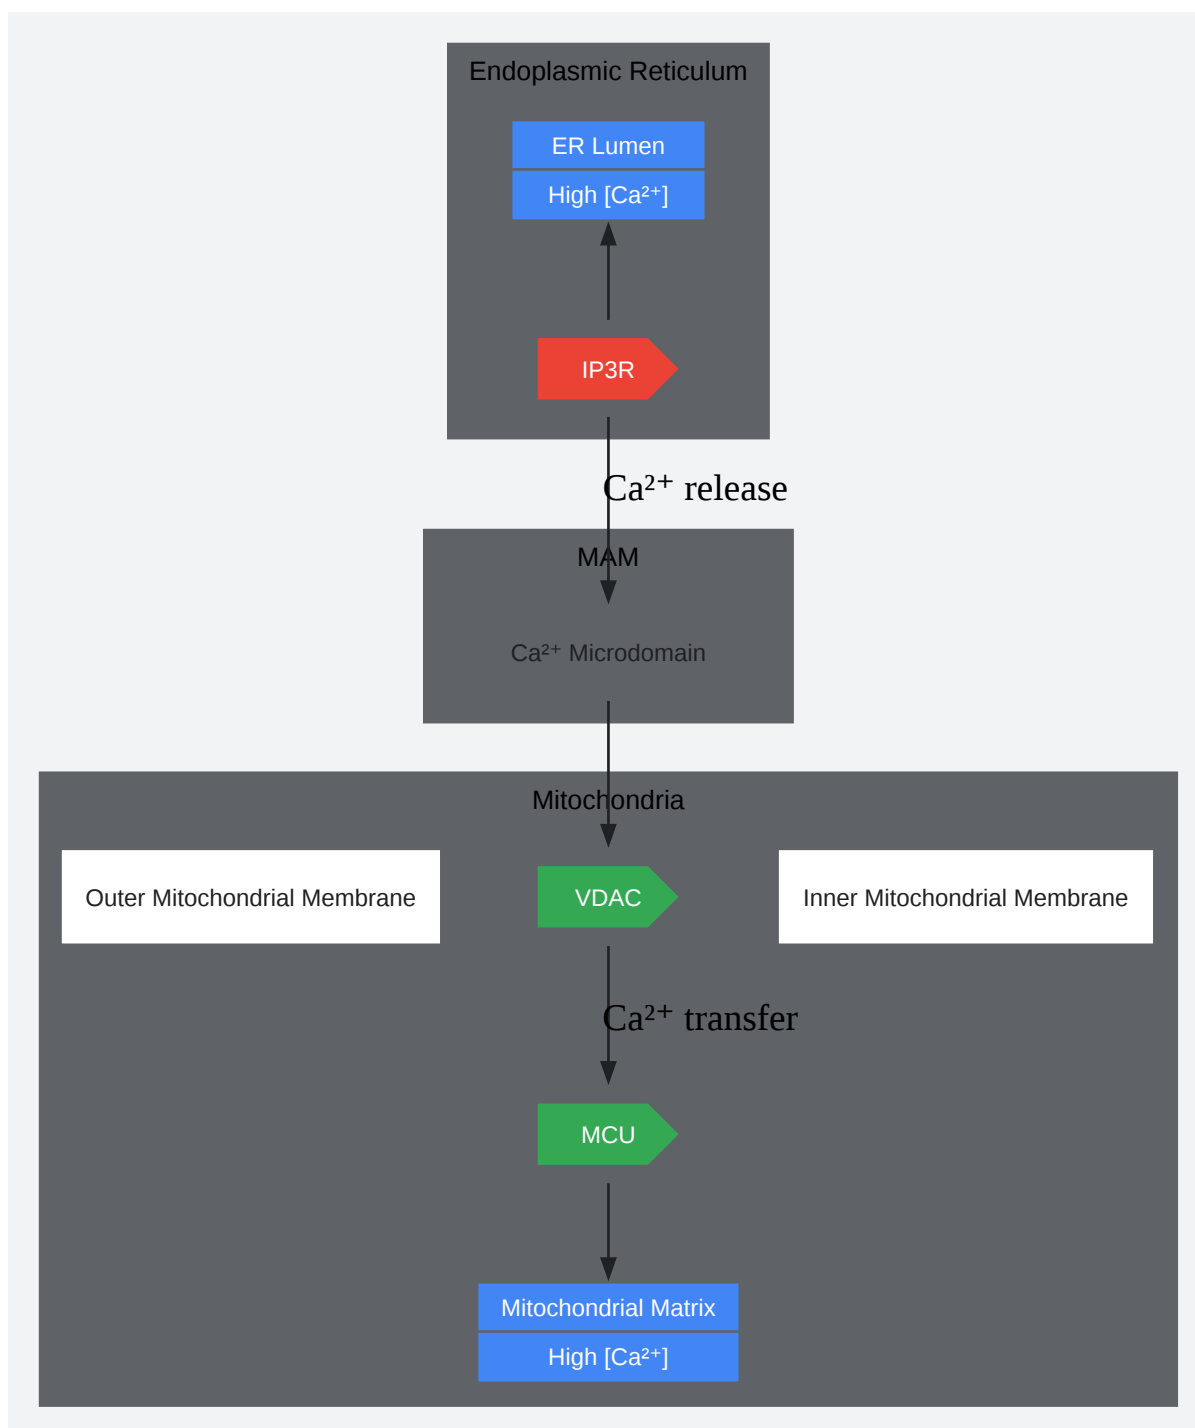 Endoplasmic Reticulum
ER Lumen
High [Ca²⁺]
IP3R
Ca²⁺ release
MAM
Ca²⁺ Microdomain
Mitochondria
Outer Mitochondrial Membrane
VDAC
Inner Mitochondrial Membrane
Ca²⁺ transfer
MCU
Mitochondrial Matrix
High [Ca²⁺]